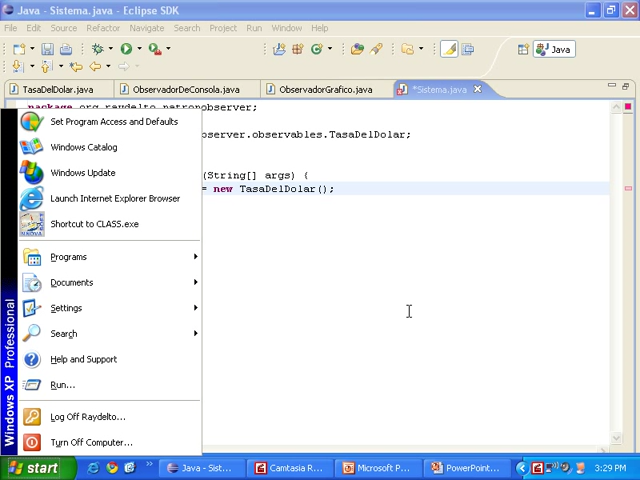 Java - Sistema.java - Eclipse SDK
File Edit Source Refactor Navigate Search Project Run Window Help
Java
TasaDelDolar.java ObservadorDeConsola.java ObservadorGrafico.java *Sistema.java
package org.raydelto.patronobserver;
Set Program Access and Defaults
server.observables.TasaDelDolar;
Windows Catalog
Windows Update
(String[] args) {
= new TasaDelDolar();
Launch Internet Explorer Browser
Shortcut to CLASS.exe
Programs
Documents
Settings
Search
Help and Support
Run...
Log Off Raydelto...
Turn Off Computer...
Windows XP Professional
start Java - Sist... Camtasia R... Microsoft P... PowerPoint... 3:29 PM